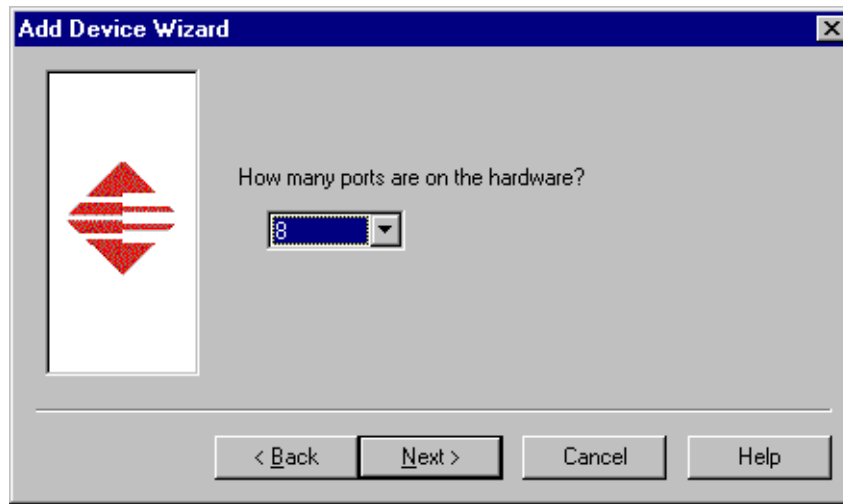 Add Device Wizard
How many ports are on the hardware?
8
< Back Next > Cancel Help